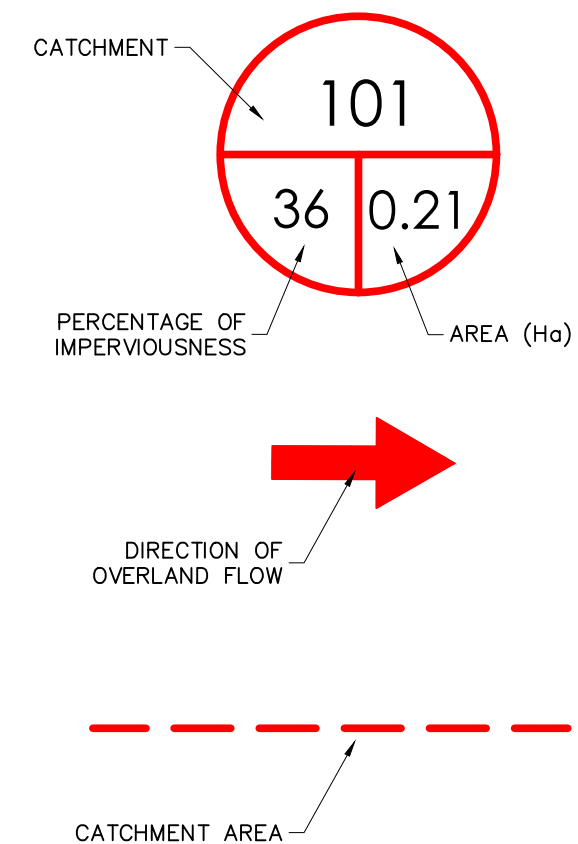 CATCHMENT
101
36
0.21
PERCENTAGE OF
IMPERVIOUSNESS
AREA (Ha)
DIRECTION OF
OVERLAND FLOW
CATCHMENT AREA